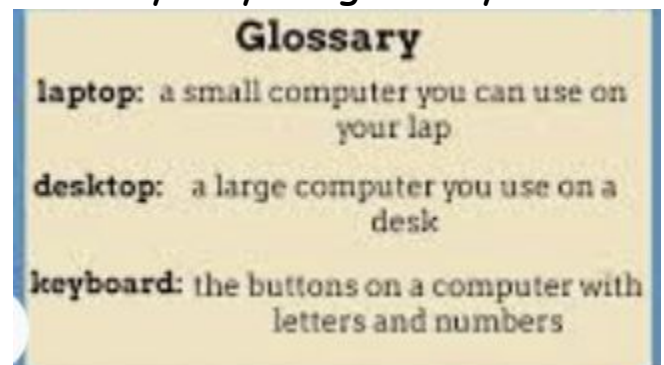 Glossary
laptop: a small computer you can use on
your lap
desktop: a large computer you use on a
desk
keyboard: the buttons on a computer with
letters and numbers